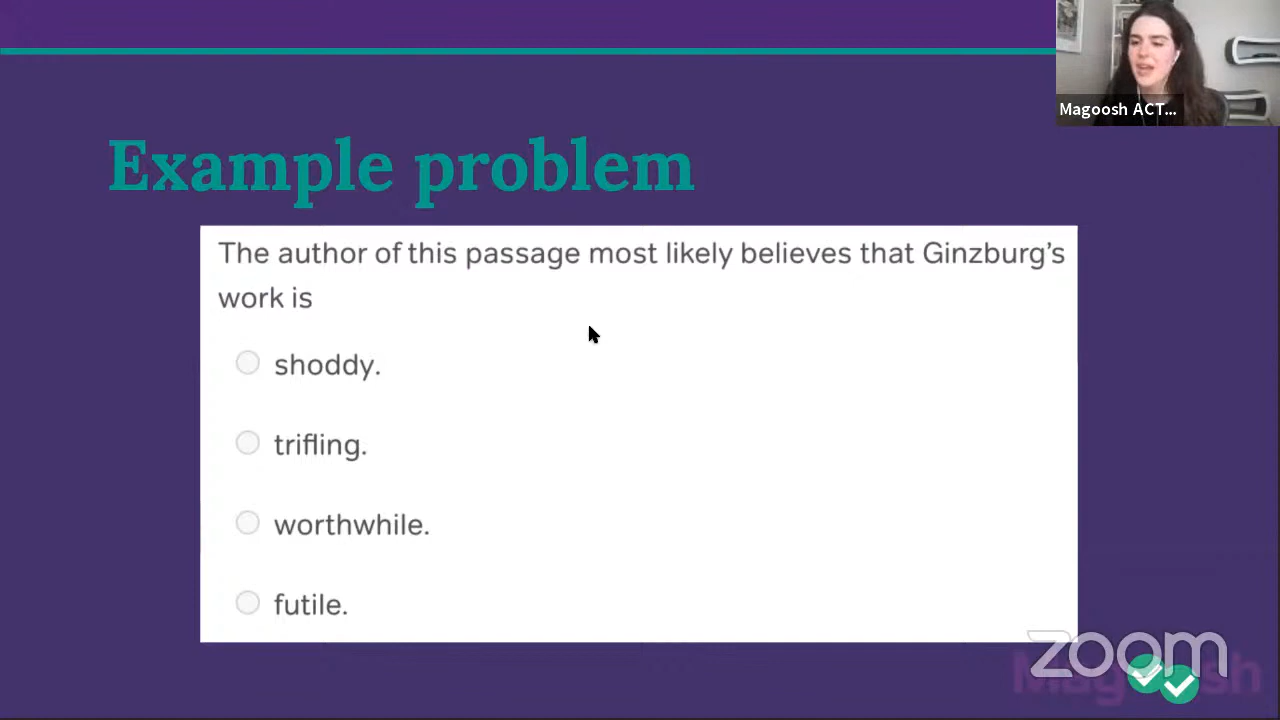 Magoosh ACT...
Example problem
The author of this passage most likely believes that Ginzburg's
work is
shoddy.
trifling.
worthwhile.
futile.
zoom
Magoosh